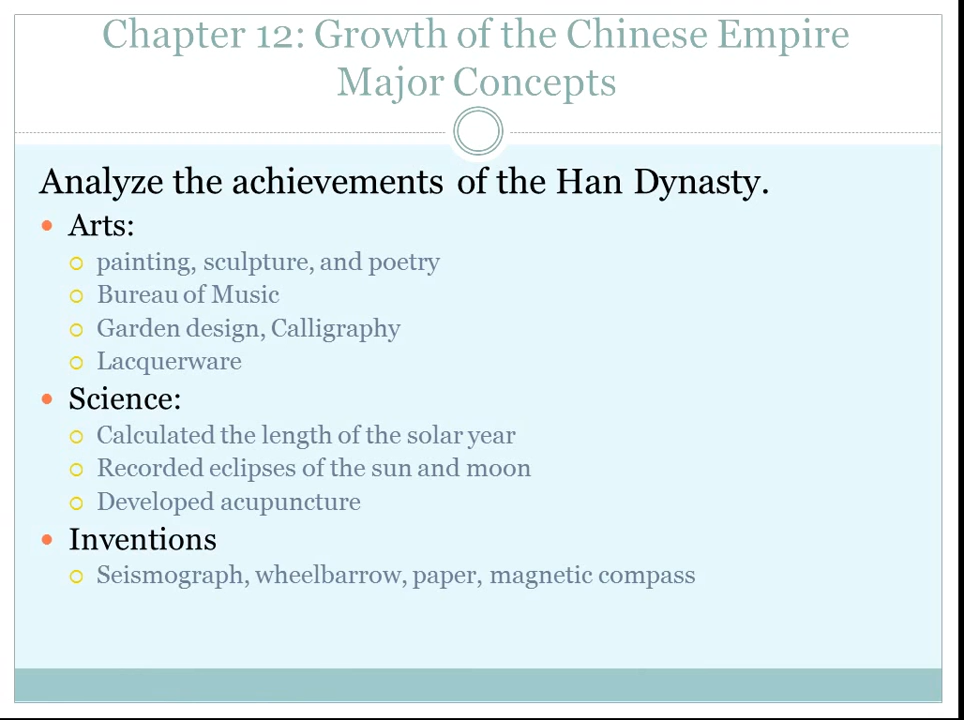 Chapter 12: Growth of the Chinese Empire
Major Concepts
Analyze the achievements of the Han Dynasty.
Arts:
painting, sculpture, and poetry
Bureau of Music
Garden design, Calligraphy
Lacquerware
Science:
Calculated the length of the solar year
Recorded eclipses of the sun and moon
Developed acupuncture
Inventions
Seismograph, wheelbarrow, paper, magnetic compass